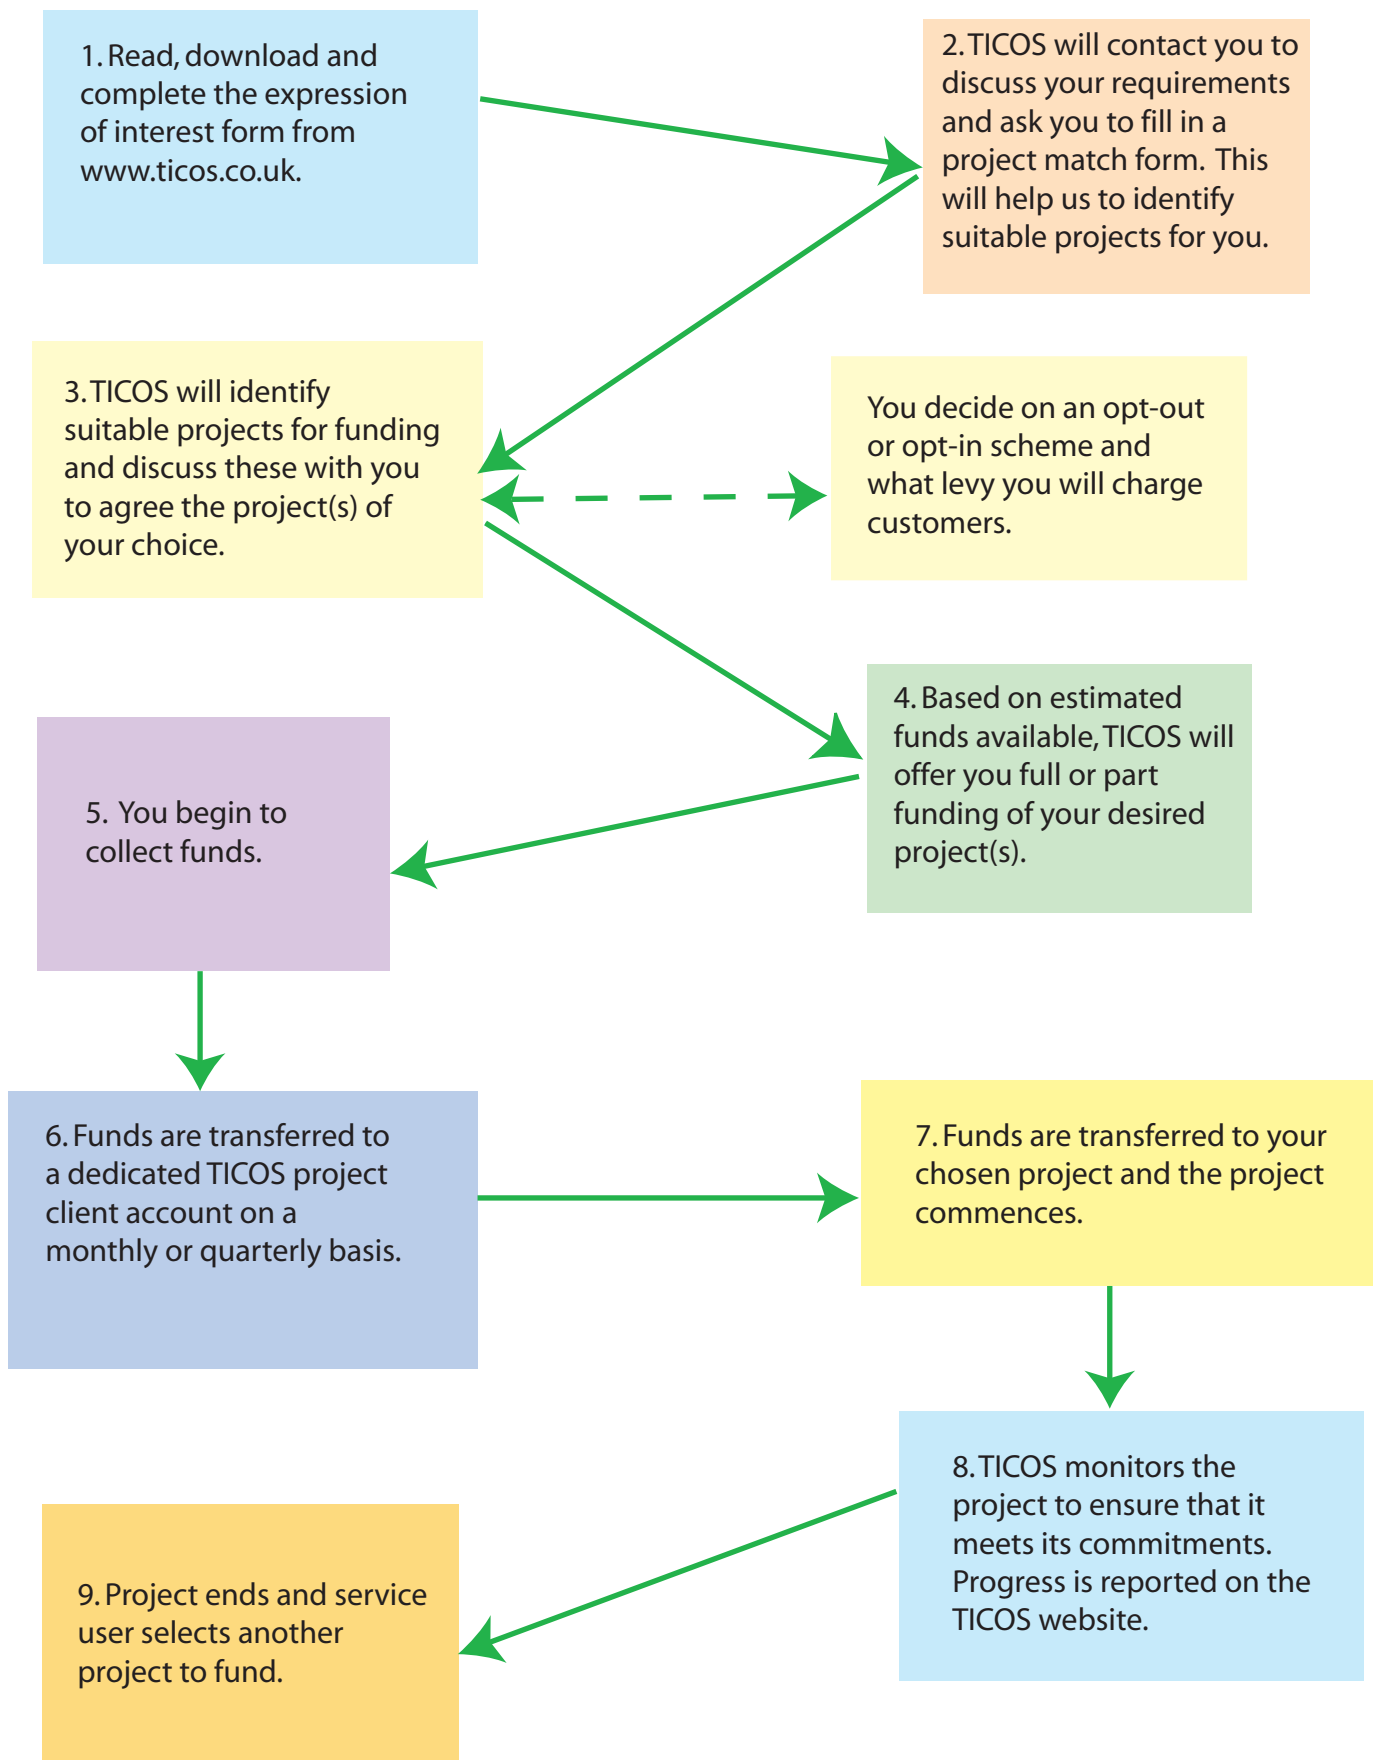 1. Read, download and
complete the expression
of interest form from
www.ticos.co.uk.
2. TICOS will contact you to
discuss your requirements
and ask you to fill in a
project match form.  This
will help us to identify
suitable projects for you.
3. TICOS will identify
suitable projects for funding
and discuss these with you
to agree the project(s) of
your choice.
You decide on an opt-out
or opt-in scheme and
what levy you will charge
customers.
4. Based on estimated
funds available, TICOS will
offer you full or part
funding of your desired
project(s).
5.  You begin to
collect funds.
6. Funds are transferred to
a dedicated TICOS project
client account on a
monthly or quarterly basis.
7. Funds are transferred to your
chosen project and the project
commences.
8. TICOS monitors the
project to ensure that it
meets its commitments.
Progress is reported on the
TICOS website.
9. Project ends and service
user selects another
project to fund.